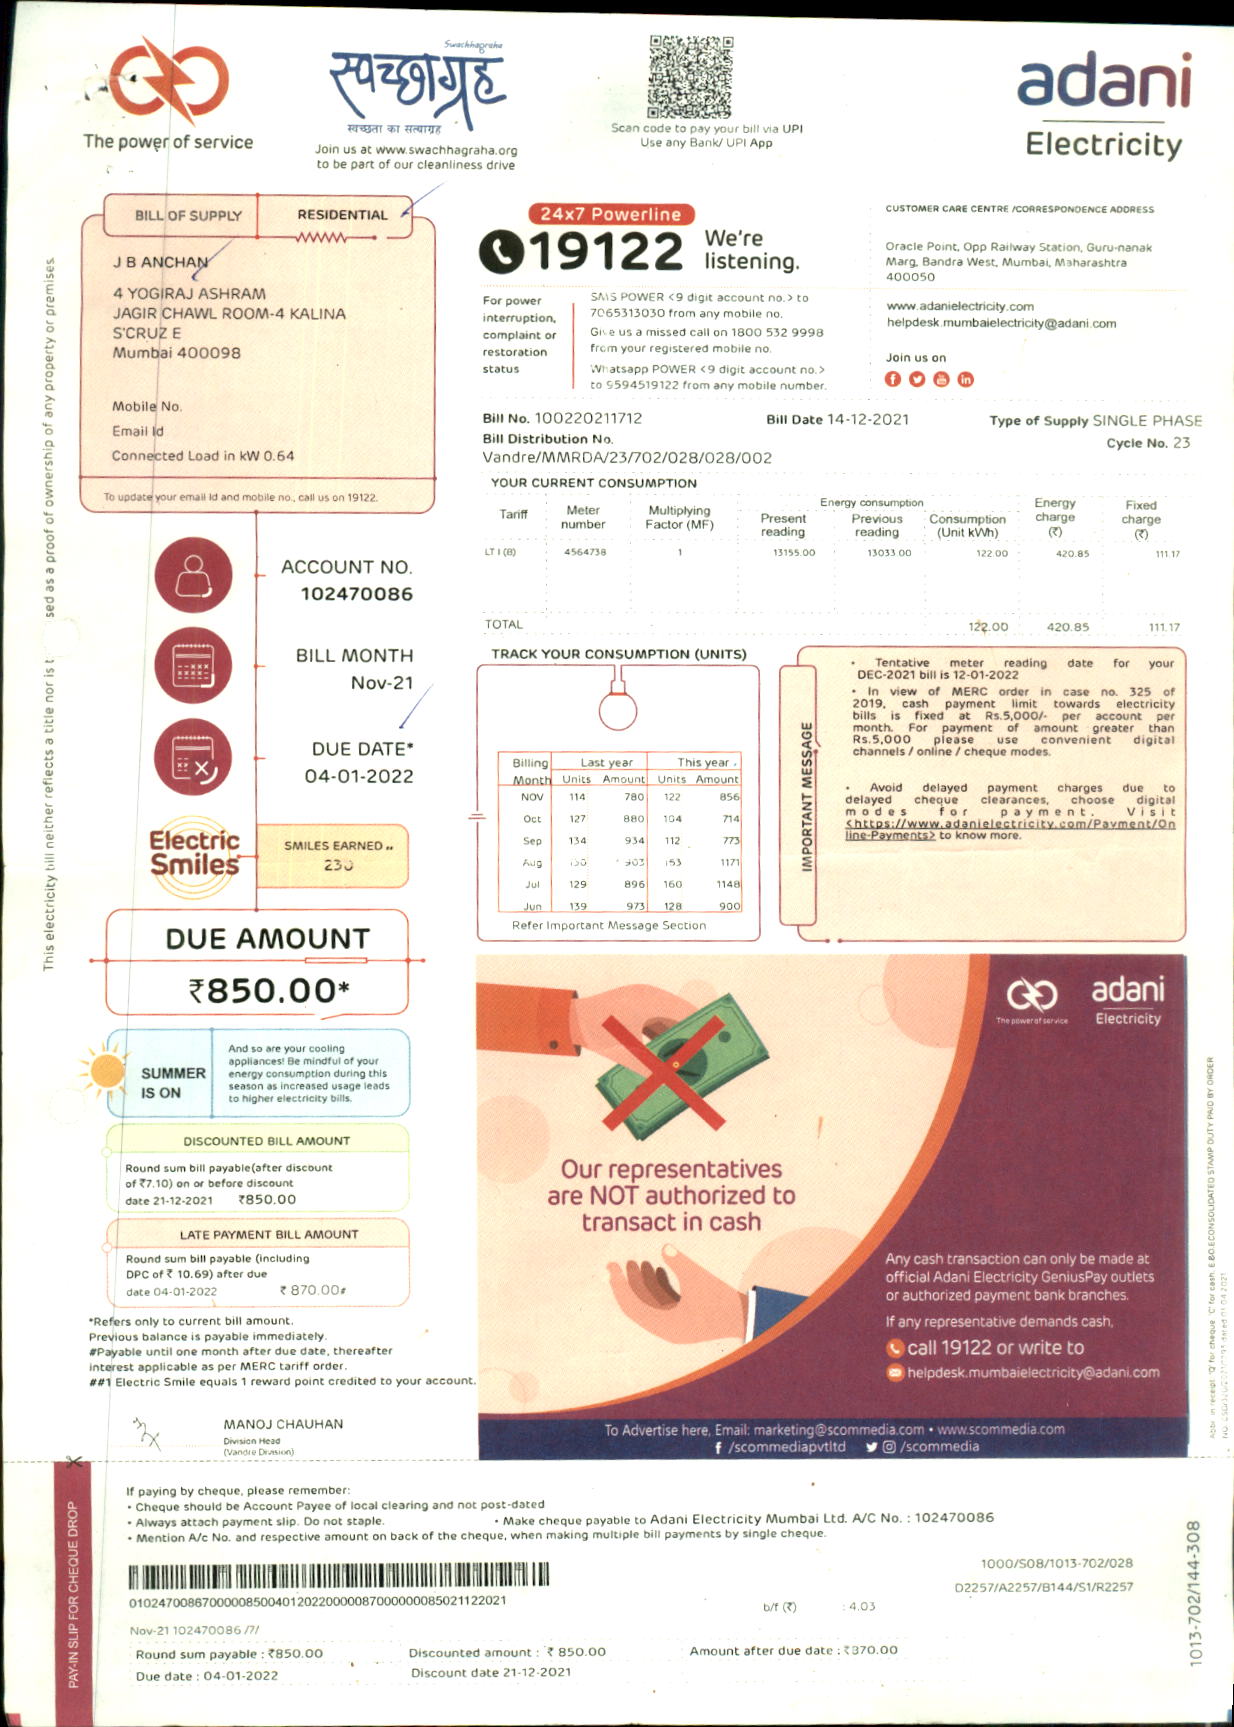 The power of service
Swachhagraha
स्वच्छाग्रह
स्वच्छता का सत्याग्रह
Join us at www.swachhagraha.org
to be part of our cleanliness drive
Scan code to pay your bill via UPI
Use any Bank/ UPI App
adani
Electricity
BILL OF SUPPLY RESIDENTIAL
J B ANCHAN
4 YOGIRAJ ASHRAM
JAGIR CHAWL ROOM-4 KALINA
S'CRUZ E
Mumbai 400098
Mobile No.
Email Id
Connected Load in kW 0.64
To update your email Id and mobile no., call us on 19122.
24x7 Powerline
19122 We're
listening.
For power
interruption,
complaint or
restoration
status
SMS POWER <9 digit account no.> to
7065313030 from any mobile no.
Give us a missed call on 1800 532 9998
from your registered mobile no.
Whatsapp POWER <9 digit account no.>
to 9594519122 from any mobile number.
CUSTOMER CARE CENTRE /CORRESPONDENCE ADDRESS
Oracle Point, Opp Railway Station, Guru-nanak
Marg, Bandra West, Mumbai, Maharashtra
400050
www.adanielectricity.com
helpdesk.mumbaielectricity@adani.com
Join us on
Bill No. 100220211712 Bill Date 14-12-2021 Type of Supply SINGLE PHASE
Bill Distribution No. Cycle No. 23
Vandre/MMRDA/23/702/028/028/002
YOUR CURRENT CONSUMPTION
Tariff Meter number Multiplying Factor (MF) Energy consumption Present reading Previous reading Consumption (Unit kWh) Energy charge (₹) Fixed charge (₹)
LT I (B) 4564738 1 13155.00 13033.00 122.00 420.85 111.17
TOTAL 122.00 420.85 111.17
ACCOUNT NO.
102470086
BILL MONTH
Nov-21
DUE DATE*
04-01-2022
Electric
Smiles
SMILES EARNED
DUE AMOUNT
₹850.00*
TRACK YOUR CONSUMPTION (UNITS)
Billing Last year This year
Month Units Amount Units Amount
NOV 114 780 122 856
Oct 127 880 104 714
Sep 134 934 112 773
Aug 903 153 1171
Jul 129 896 160 1148
Jun 139 973 128 900
Refer Important Message Section
IMPORTANT MESSAGE
• Tentative meter reading date for your
DEC-2021 bill is 12-01-2022
• In view of MERC order in case no. 325 of
2019, cash payment limit towards electricity
bills is fixed at Rs.5,000/- per account per
month. For payment of amount greater than
Rs.5,000 please use convenient digital
channels / online / cheque modes.
• Avoid delayed payment charges due to
delayed cheque clearances, choose digital
modes for payment. Visit
<https://www.adanielectricity.com/Payment/On
line-Payments> to know more.
SUMMER
IS ON
And so are your cooling
appliances! Be mindful of your
energy consumption during this
season as increased usage leads
to higher electricity bills.
DISCOUNTED BILL AMOUNT
Round sum bill payable(after discount
of ₹7.10) on or before discount
date 21-12-2021 ₹850.00
LATE PAYMENT BILL AMOUNT
Round sum bill payable (including
DPC of ₹ 10.69) after due
date 04-01-2022 ₹ 870.00#
*Refers only to current bill amount.
Previous balance is payable immediately.
#Payable until one month after due date, thereafter
interest applicable as per MERC tariff order.
##1 Electric Smile equals 1 reward point credited to your account.
MANOJ CHAUHAN
Division Head
(Vandre Division)
The power of service
adani
Electricity
Our representatives
are NOT authorized to
transact in cash
Any cash transaction can only be made at
official Adani Electricity GeniusPay outlets
or authorized payment bank branches.
If any representative demands cash,
call 19122 or write to
helpdesk.mumbaielectricity@adani.com
To Advertise here, Email: marketing@scommedia.com • www.scommedia.com
/scommediapvtltd /scommedia
This electricity bill neither reflects a title nor is sed as a proof of ownership of any property or premises.
PAY-IN SLIP FOR CHEQUE DROP
If paying by cheque, please remember:
• Cheque should be Account Payee of local clearing and not post-dated
• Always attach payment slip. Do not staple. • Make cheque payable to Adani Electricity Mumbai Ltd. A/C No. : 102470086
• Mention A/c No. and respective amount on back of the cheque, when making multiple bill payments by single cheque.
1000/S08/1013-702/028
D2257/A2257/B144/S1/R2257
b/f (₹) : 4.03
Nov-21 102470086 /7/
Round sum payable : ₹850.00 Discounted amount : ₹ 850.00 Amount after due date : ₹870.00
Due date : 04-01-2022 Discount date 21-12-2021
1013-702/144-308